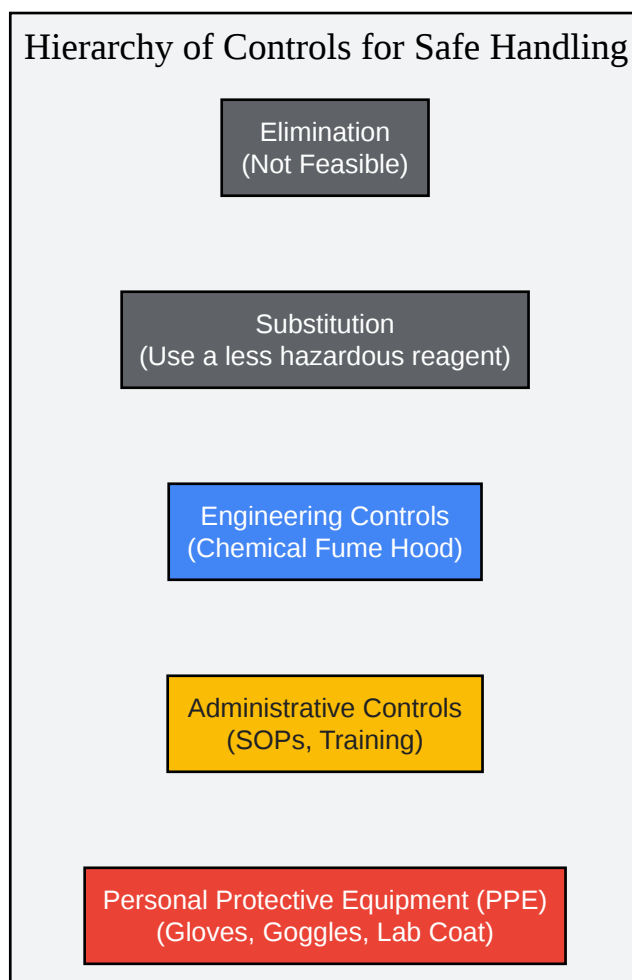 Hierarchy of Controls for Safe Handling
Elimination
(Not Feasible)
Substitution
(Use a less hazardous reagent)
Engineering Controls
(Chemical Fume Hood)
Administrative Controls
(SOPs, Training)
Personal Protective Equipment (PPE)
(Gloves, Goggles, Lab Coat)